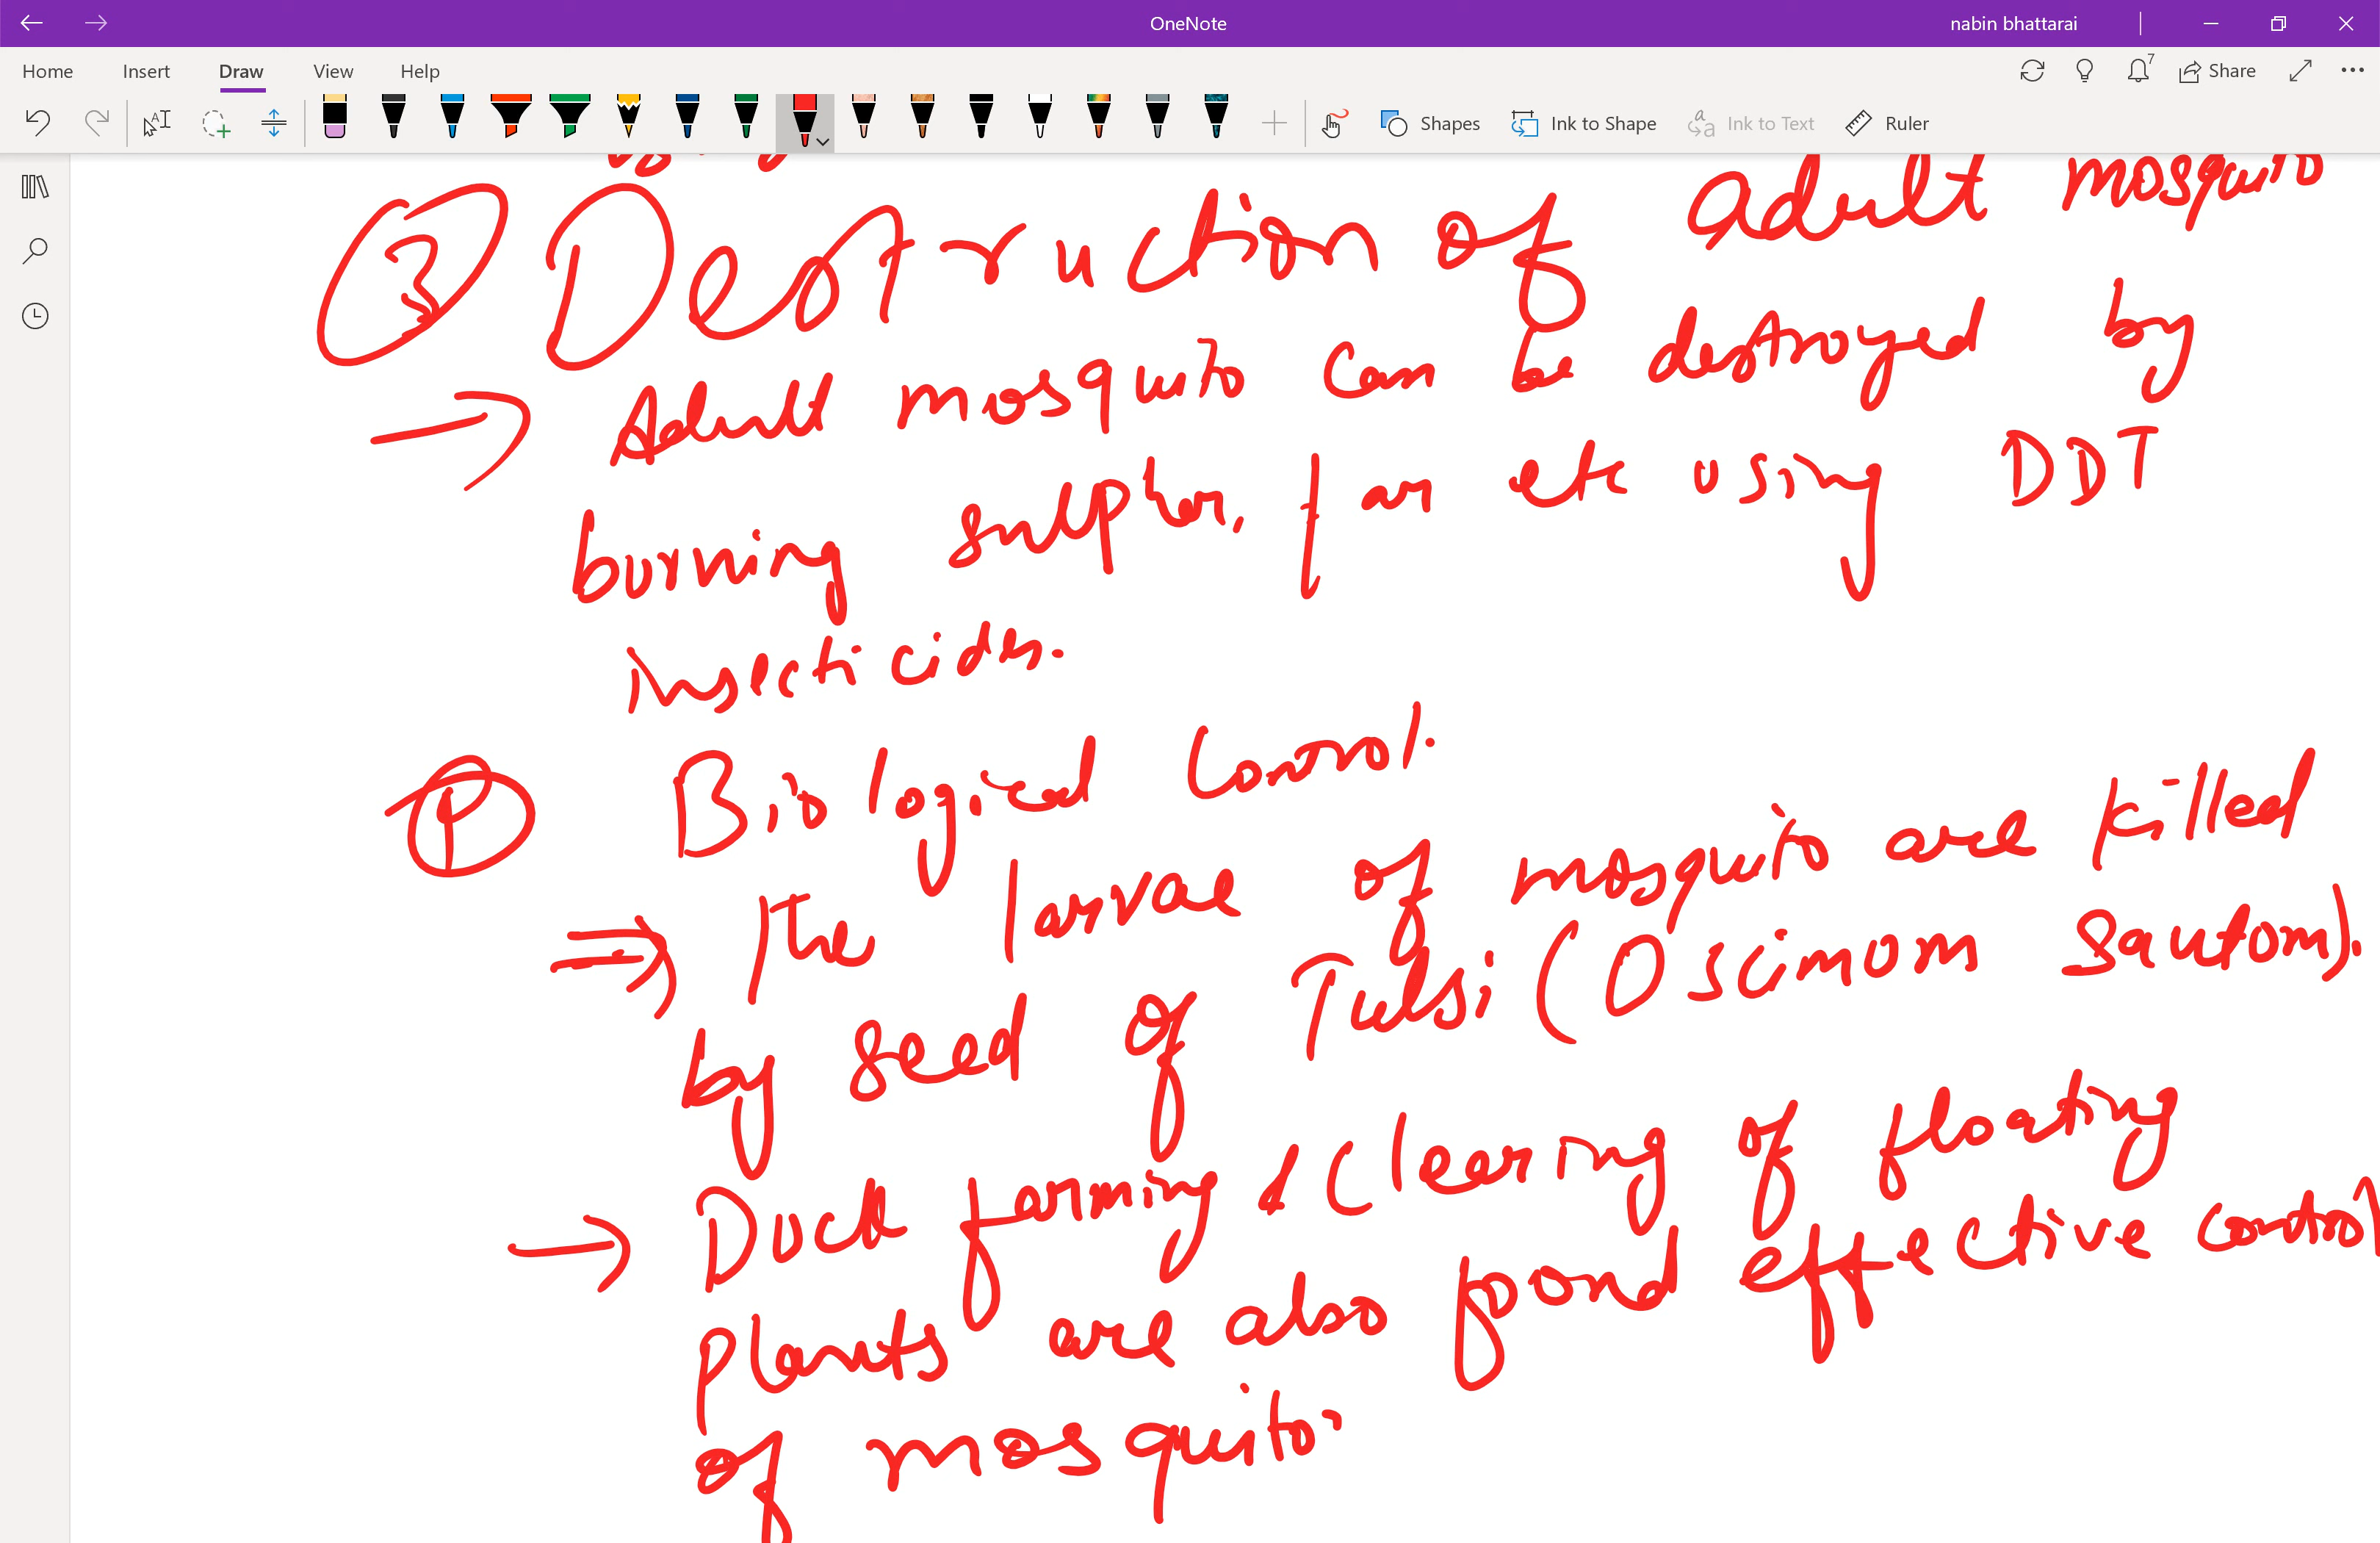 OneNote
nabin bhattarai
Home Insert Draw View Help
7 Share
Shapes Ink to Shape Ink to Text Ruler
3 Destruction of adult mosquito
→ Adult mosquito can be destroyed by
burning sulpher, far etc using DDT
insecticides.
4 Biological Control.
⇒ The larvae of mosquito are killed
by seed of Tulsi (Oscimom Sautom).
→ Duck farming & Clearing of floating
plants are also found effective control
of mosquito.